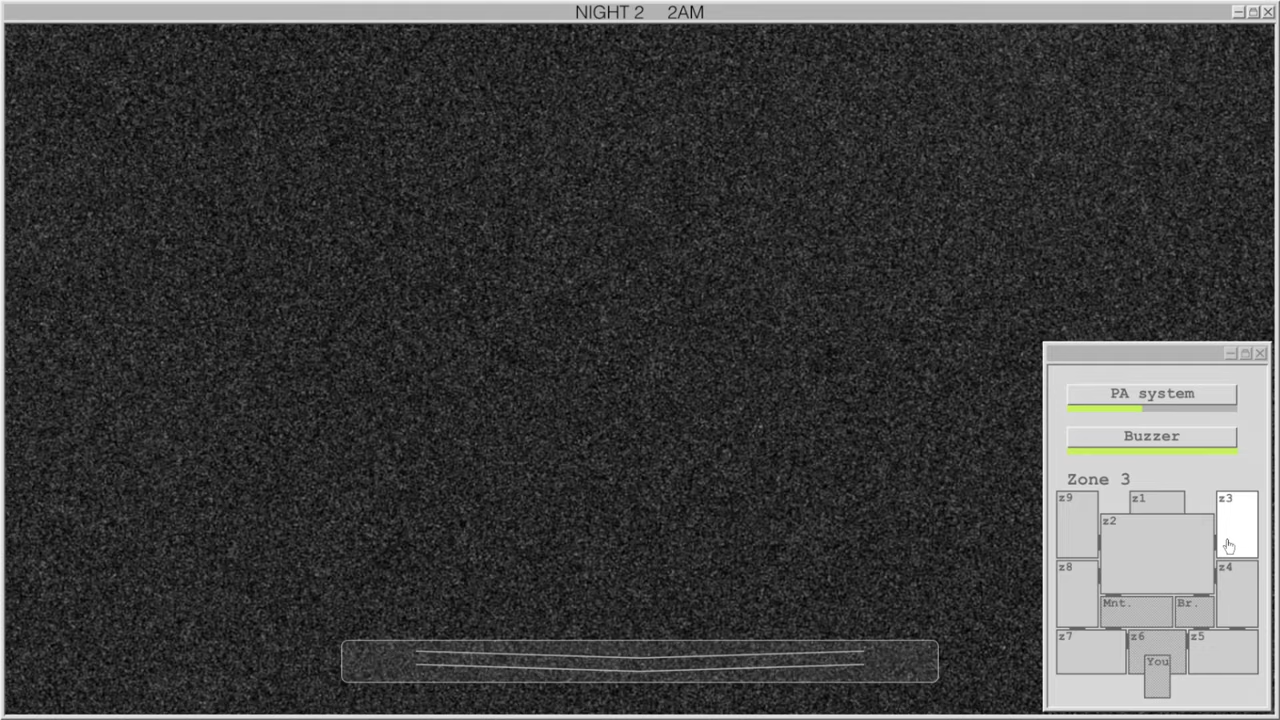 NIGHT 2 2AM
PA system
Buzzer
Zone 3
z9 z1 z3
z2
z8 z4
Mnt. Br.
z7 z6 z5
You